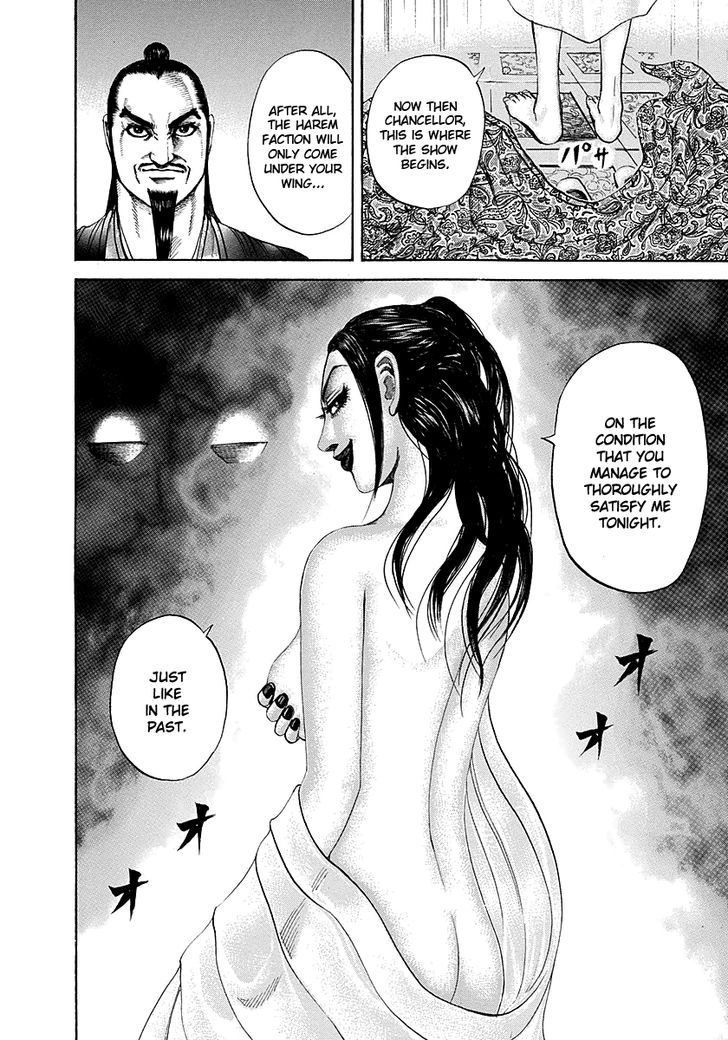 NOW THEN
CHANCELLOR,
THIS IS WHERE
THE SHOW
BEGINS.
パサ
AFTER ALL,
THE HAREM
FACTION WILL
ONLY COME
UNDER YOUR
WING...
ON THE
CONDITION
THAT YOU
MANAGE TO
THOROUGHLY
SATISFY ME
TONIGHT.
オ
オ
JUST
LIKE
IN THE
PAST.
オ
オ